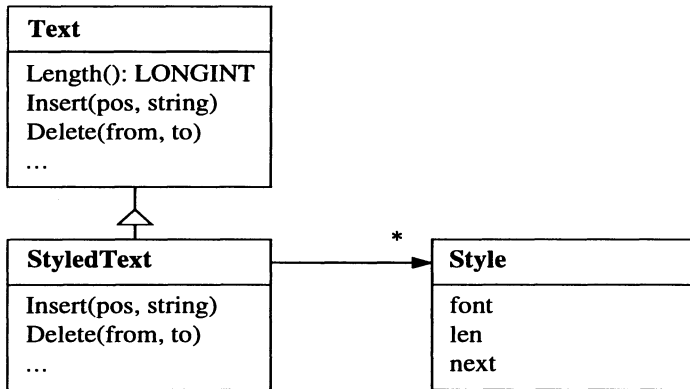 Text
Length(): LONGINT
Insert(pos, string)
Delete(from, to)
...
*
StyledText
Insert(pos, string)
Delete(from, to)
...
Style
font
len
next